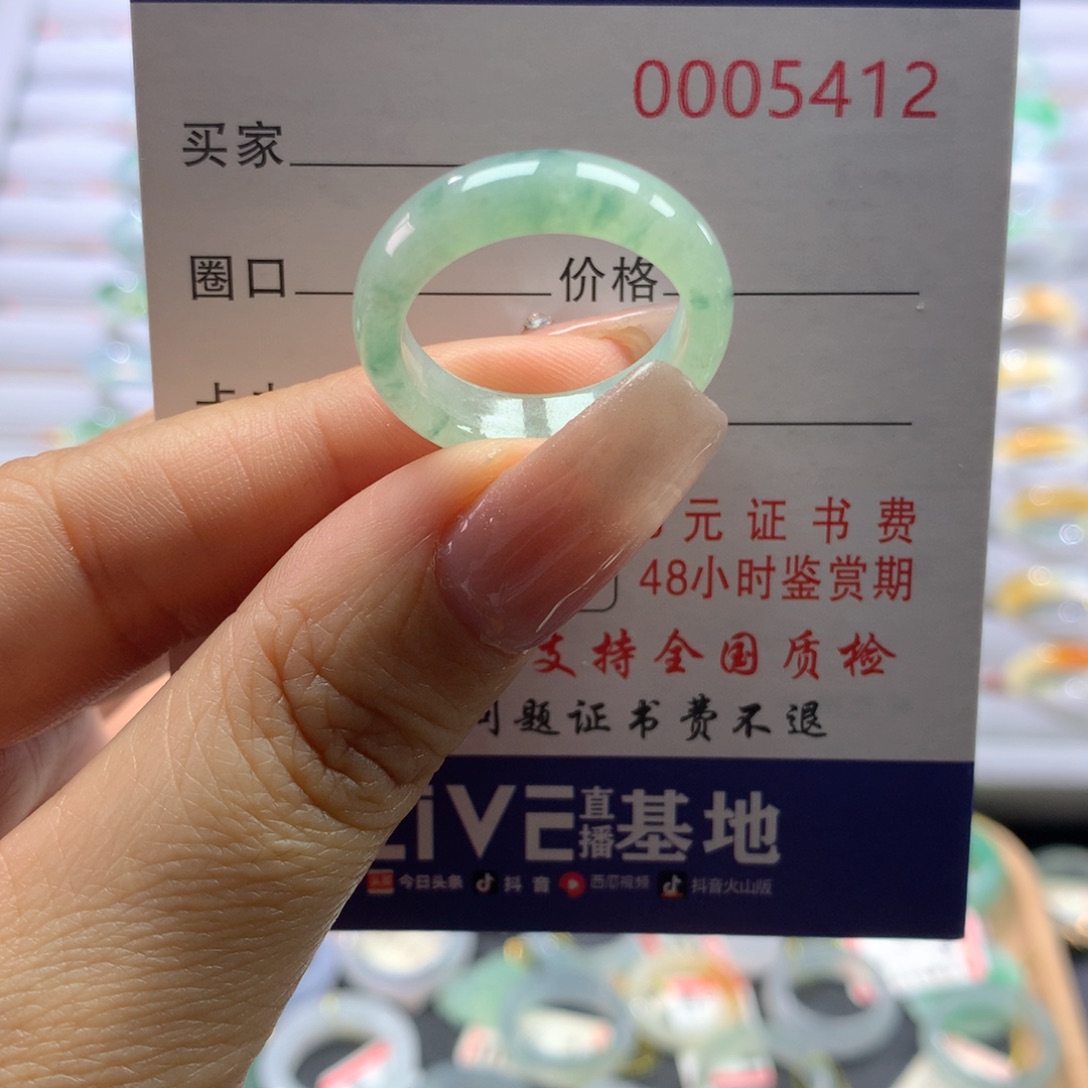 0005412
买家
圈口 价格
元证书费
48小时鉴赏期
支持全国质检
问题证书费不退
LiVE直播基地
今日头条 抖音 西瓜视频 抖音火山版